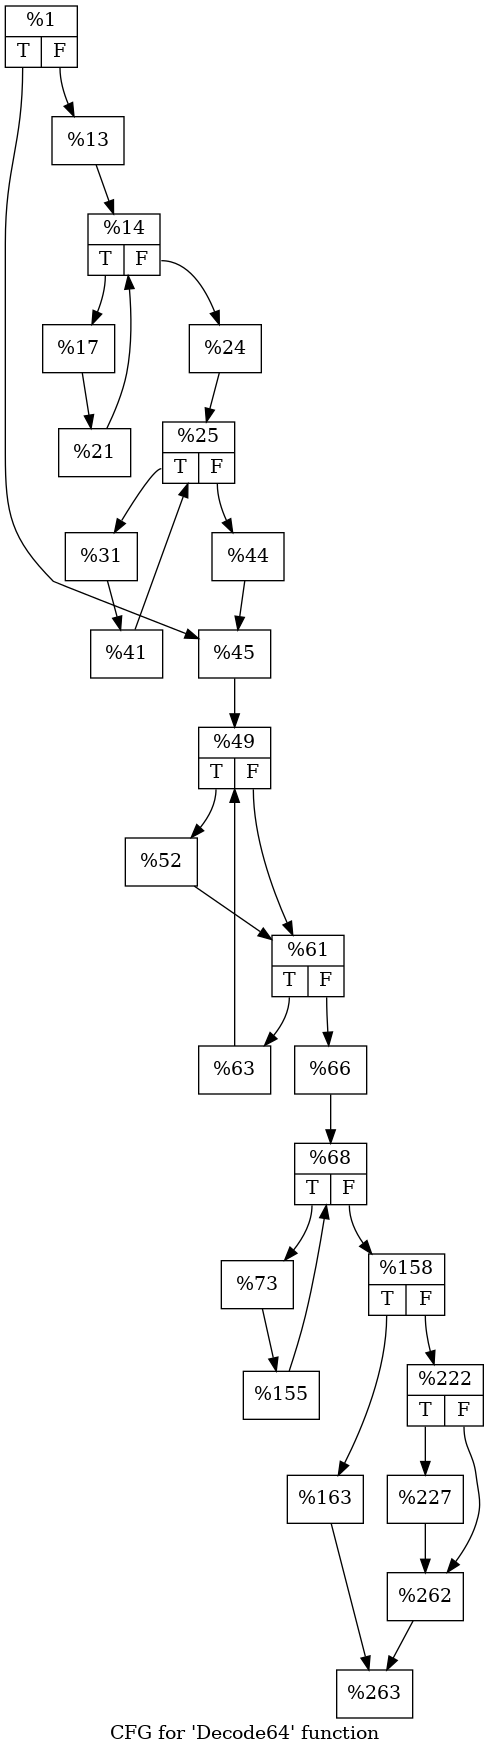 %1
T F
%13
%14
T F
%17
%24
%21
%25
T F
%31
%44
%41
%45
%49
T F
%52
%61
T F
%63
%66
%68
T F
%158
T F
%73
%222
T F
%155
%163
%227
%262
%263
CFG for 'Decode64' function